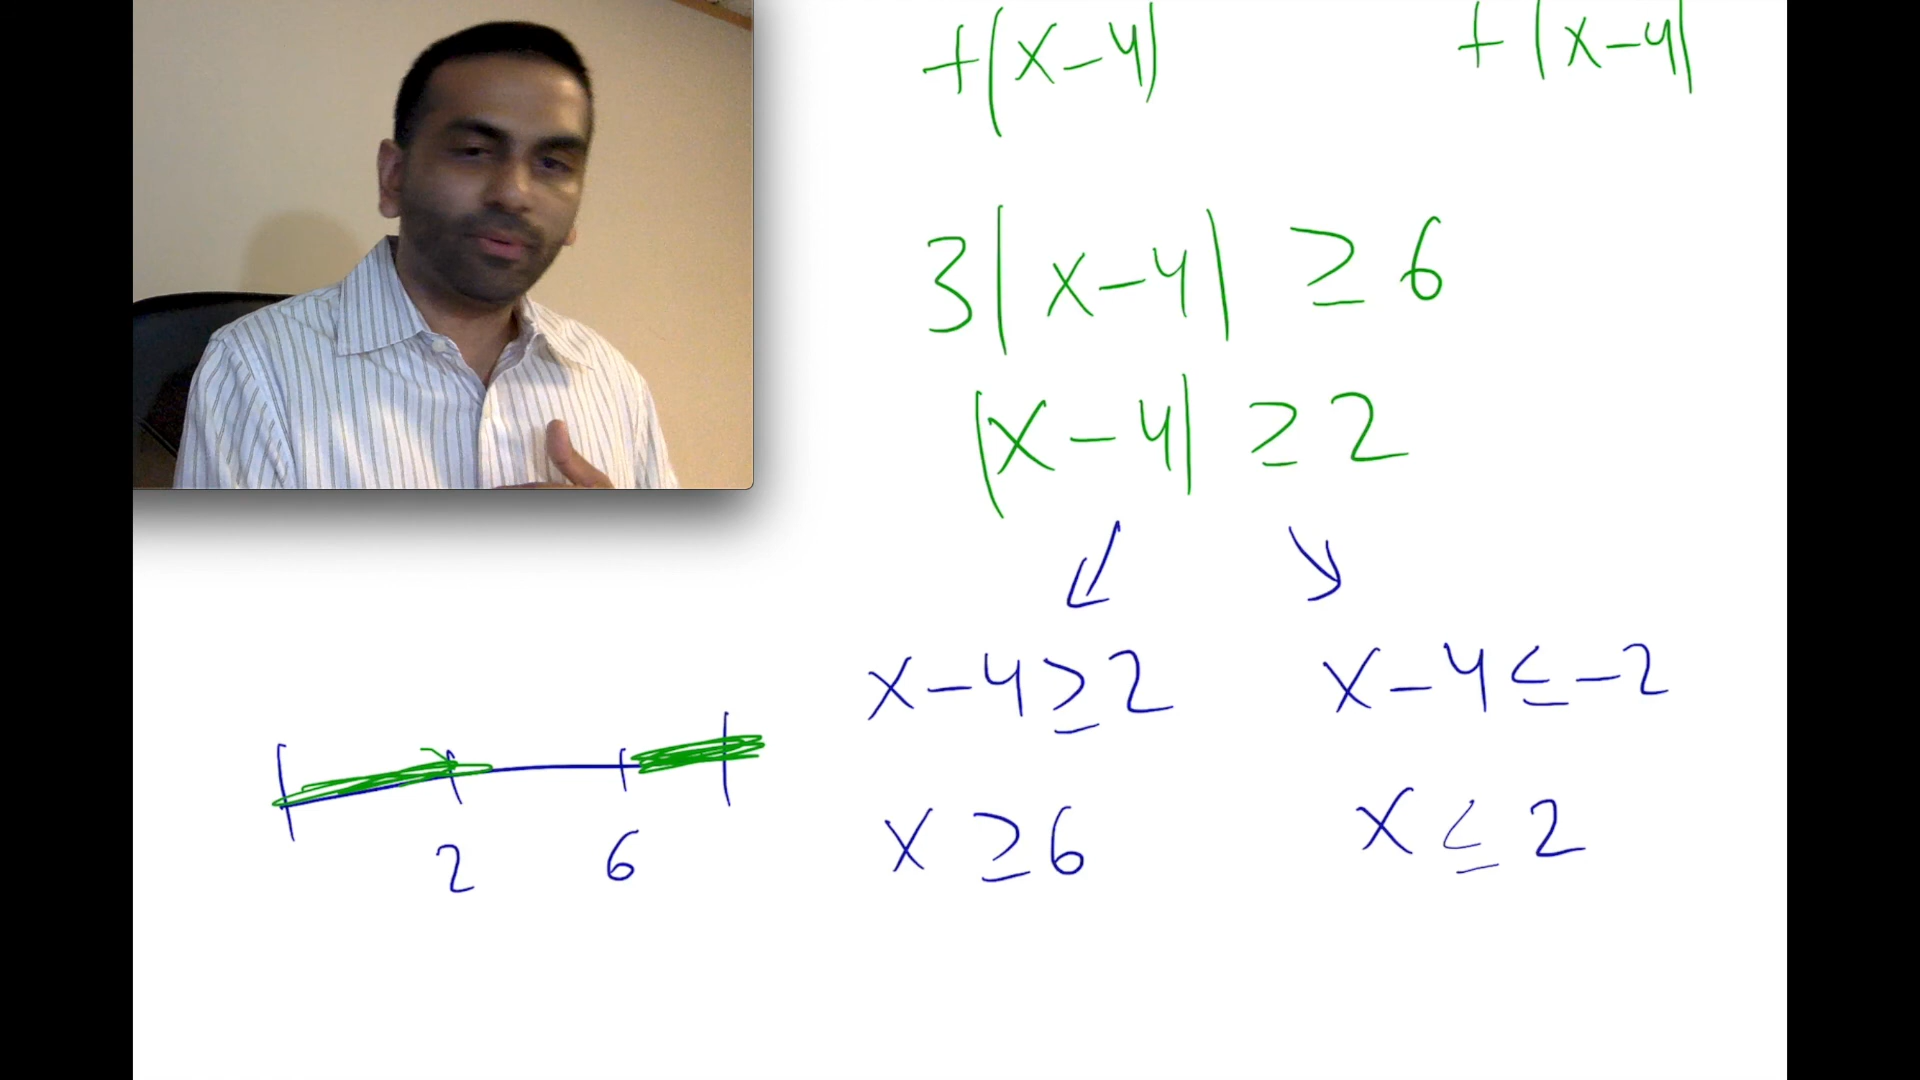 +|x-4| + |x-4|
3|x-4| ≥ 6
|x-4| ≥ 2
x-4≥2 x-4≤-2
x ≥6 x ≤ 2
2 6